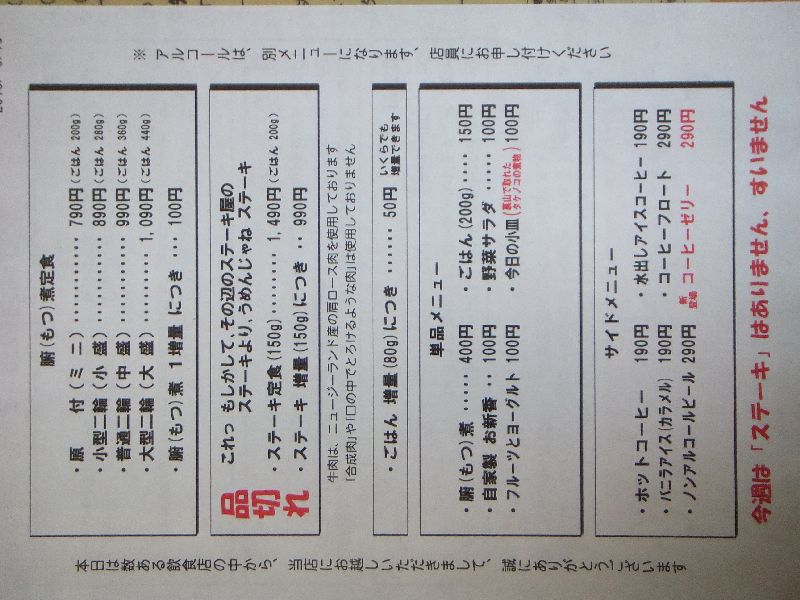 本日は数ある飲食店の中から、当店にお越しいただきまして、誠にありがとうございます
腑(もつ)煮定食
・原 付(ミ ニ)………… 790円(ごはん 200g)
・小型二輪(小 盛)………… 890円(ごはん 280g)
・普通二輪(中 盛)………… 990円(ごはん 360g)
・大型二輪(大 盛)………… 1,090円(ごはん 440g)
・腑(もつ)煮 1 増量 につき … 100円
品切れ
これっ もしかして、その辺のステーキ屋の
ステーキより、うめんじゃね ステーキ
・ステーキ定食(150g)……… 1,490円(ごはん 200g)
・ステーキ 増量(150g)につき ‥ 990円
牛肉は、ニュージーランド産の肩ロース肉を使用しております
「合成肉」や「口の中でとろけるような肉」は使用しておりません
・ごはん 増量(80g)につき …… 50円 いくらでも増量できます
単品メニュー
・腑(もつ)煮 …… 400円 ・ごはん(200g)…… 150円
・自家製 お新香 ‥ 100円 ・野菜サラダ …… 100円
・フルーツとヨーグルト 100円 ・今日の小皿(裏山で取れたタケノコの煮物)100円
サイドメニュー
・ホットコーヒー 190円 ・水出しアイスコーヒー 190円
・バニラアイス(カラメル) 190円 ・コーヒーフロート 290円
・ノンアルコールビール 290円 新登場 コーヒーゼリー 290円
今週は「ステーキ」はありません、すいません
※ アルコールは、別メニューになります、店員にお申し付けください